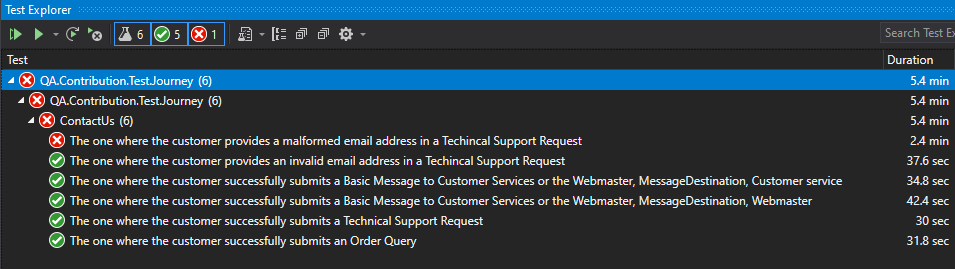 Test Explorer
6 5 1
Search Test Ex
Test Duration
QA.Contribution.Test.Journey (6) 5.4 min
QA.Contribution.Test.Journey (6) 5.4 min
ContactUs (6) 5.4 min
The one where the customer provides a malformed email address in a Techincal Support Request 2.4 min
The one where the customer provides an invalid email address in a Techincal Support Request 37.6 sec
The one where the customer successfully submits a Basic Message to Customer Services or the Webmaster, MessageDestination, Customer service 34.8 sec
The one where the customer successfully submits a Basic Message to Customer Services or the Webmaster, MessageDestination, Webmaster 42.4 sec
The one where the customer successfully submits a Technical Support Request 30 sec
The one where the customer successfully submits an Order Query 31.8 sec